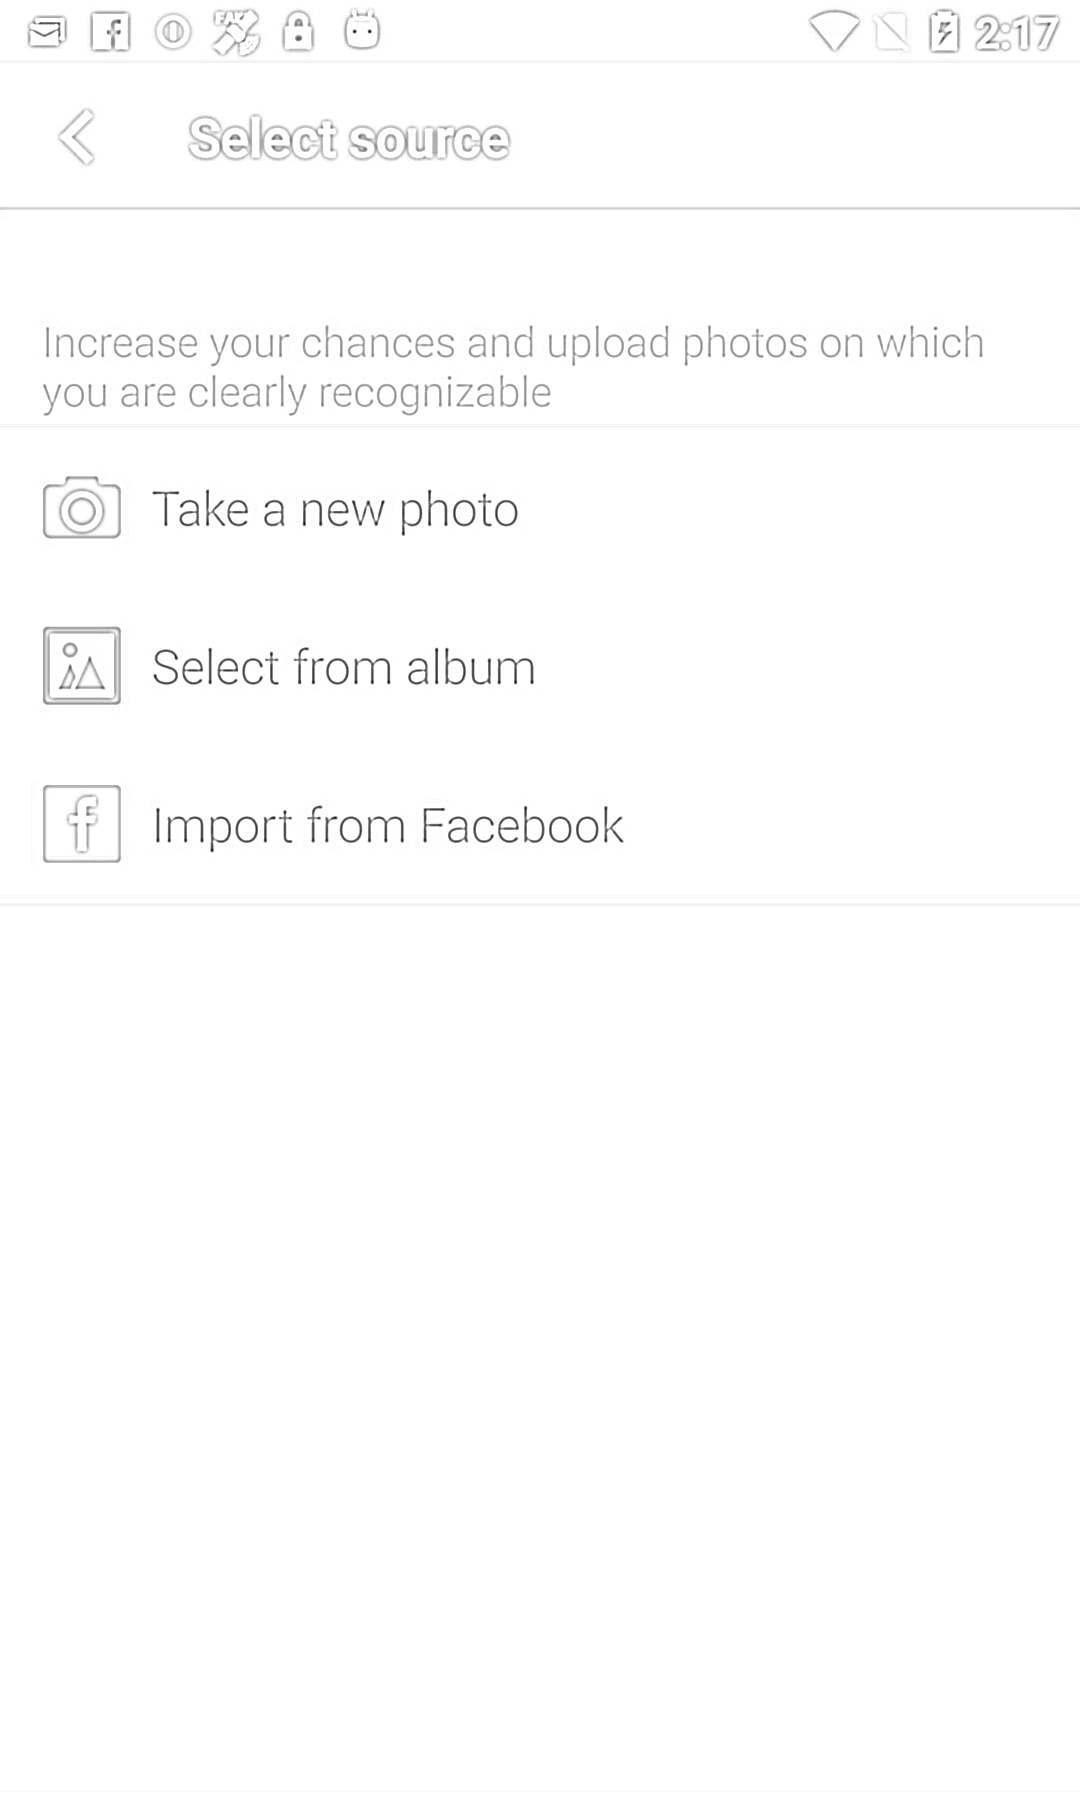 2:17
Select source
Increase your chances and upload photos on which
you are clearly recognizable
Take a new photo
Select from album
Import from Facebook